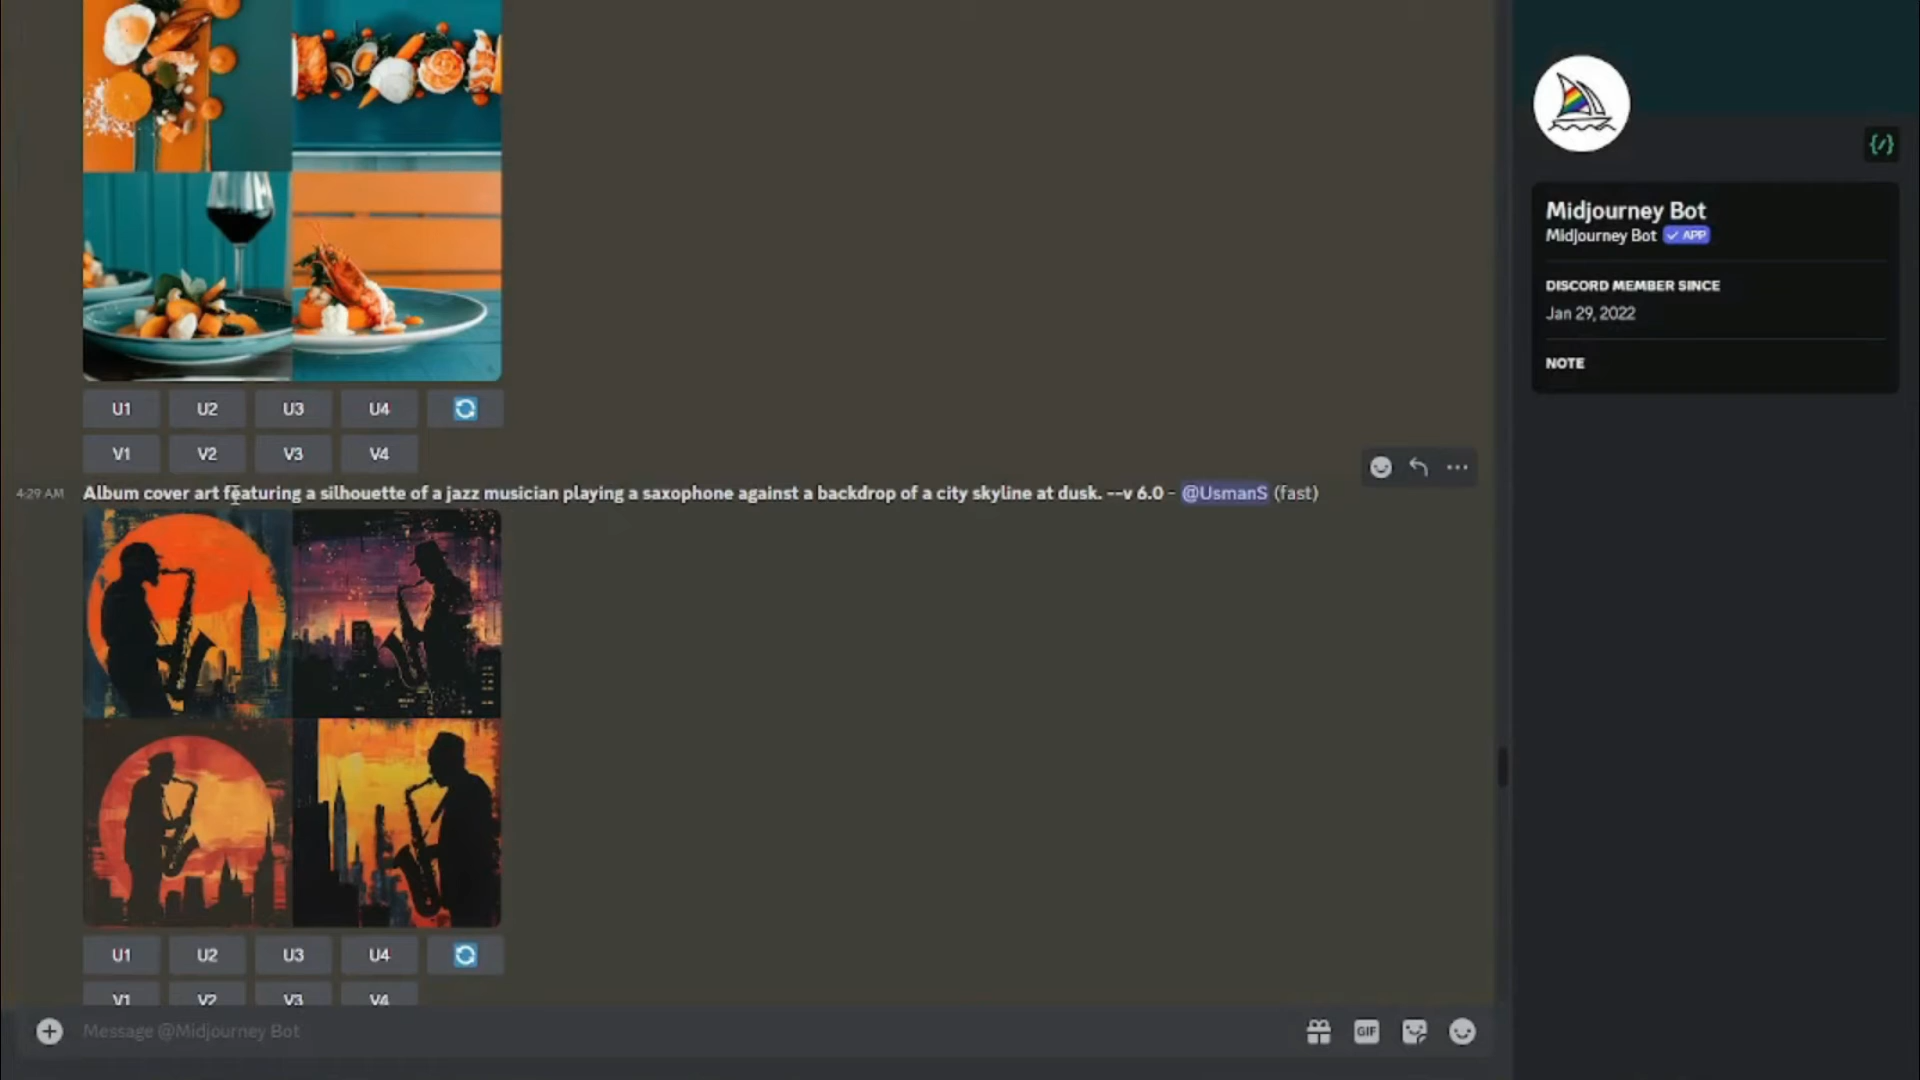 U1 U2 U3 U4
V1 V2 V3 V4
4:29 AM Album cover art featuring a silhouette of a jazz musician playing a saxophone against a backdrop of a city skyline at dusk. --v 6.0 - @UsmanS (fast)
U1 U2 U3 U4
V1 V2 V3 V4
Message @Midjourney Bot
GIF
Midjourney Bot
Midjourney Bot APP
DISCORD MEMBER SINCE
Jan 29, 2022
NOTE